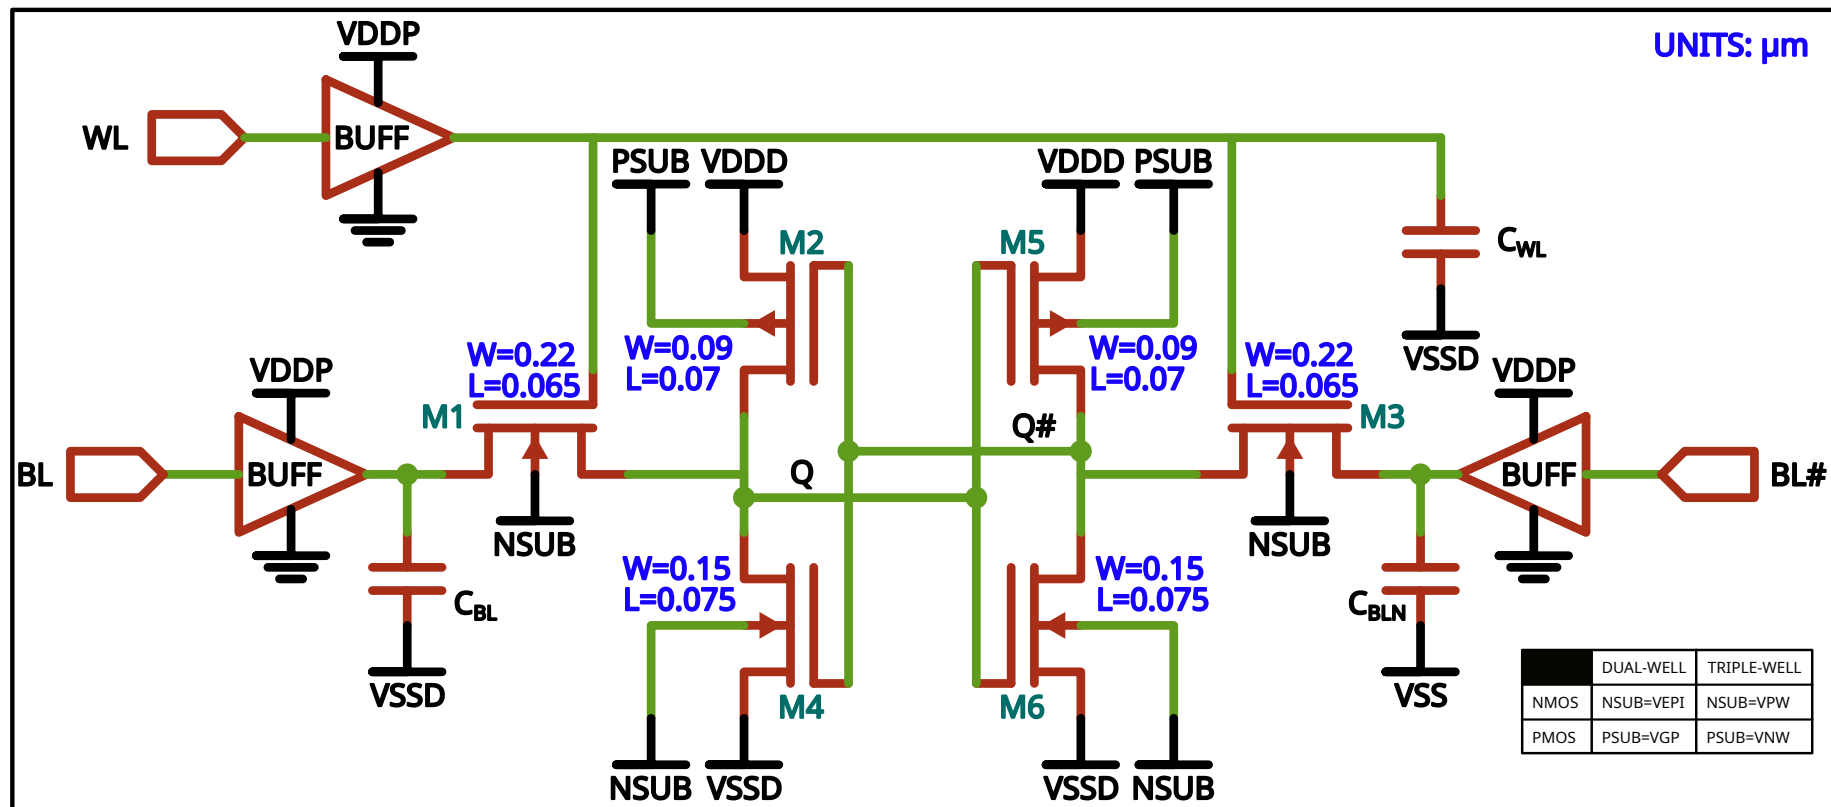 VDDP
UNITS: µm
WL
BUFF
PSUB VDDD
VDDD PSUB
M2
M5
C_WL
W=0.22
L=0.065
W=0.09
L=0.07
W=0.09
L=0.07
W=0.22
L=0.065
VSSD
VDDP
VDDP
M1
M3
Q#
BL
BUFF
Q
BUFF
BL#
NSUB
NSUB
W=0.15
L=0.075
W=0.15
L=0.075
C_BL
C_BLN
VSSD
M4
M6
VSS
NSUB VSSD
VSSD NSUB
DUAL-WELL TRIPLE-WELL
NMOS NSUB=VEPI NSUB=VPW
PMOS PSUB=VGP PSUB=VNW